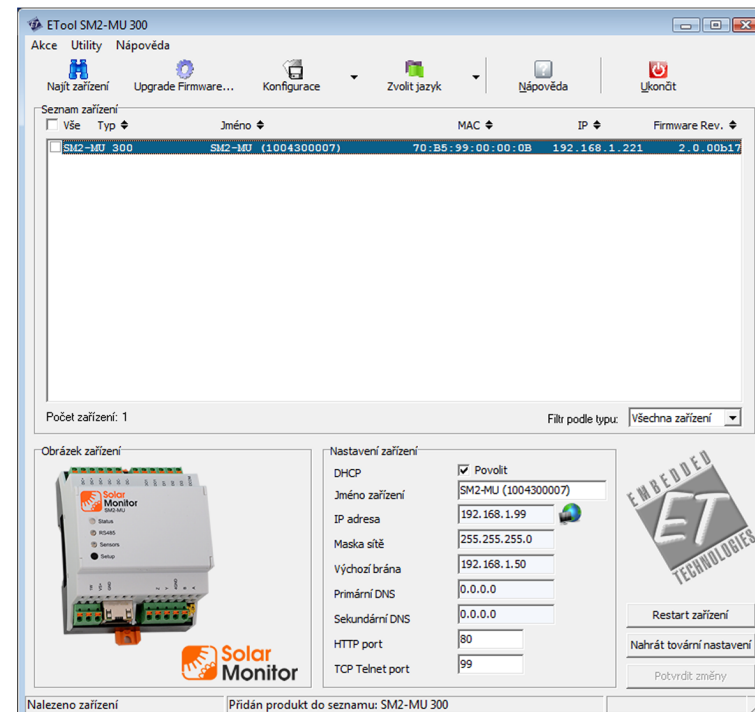 ETool SM2-MU 300
Akce Utility Nápověda
Najít zařízení Upgrade Firmware... Konfigurace Zvolit jazyk Nápověda Ukončit
Seznam zařízení
Vše Typ Jméno MAC IP Firmware Rev.
SM2-MU 300 SM2-MU (1004300007) 70:B5:99:00:00:0B 192.168.1.221 2.0.00b17
Počet zařízení: 1 Filtr podle typu: Všechna zařízení
Obrázek zařízení
Solar
Monitor
SM2-MU
Status
RS485
Sensors
Setup
Solar
Monitor
Nastavení zařízení
DHCP Povolit
Jméno zařízení SM2-MU (1004300007)
IP adresa 192.168.1.99
Maska sítě 255.255.255.0
Výchozí brána 192.168.1.50
Primární DNS 0.0.0.0
Sekundární DNS 0.0.0.0
HTTP port 80
TCP Telnet port 99
EMBEDDED
ET
TECHNOLOGIES
Restart zařízení
Nahrát tovární nastavení
Potvrdit změny
Nalezeno zařízení Přidán produkt do seznamu: SM2-MU 300